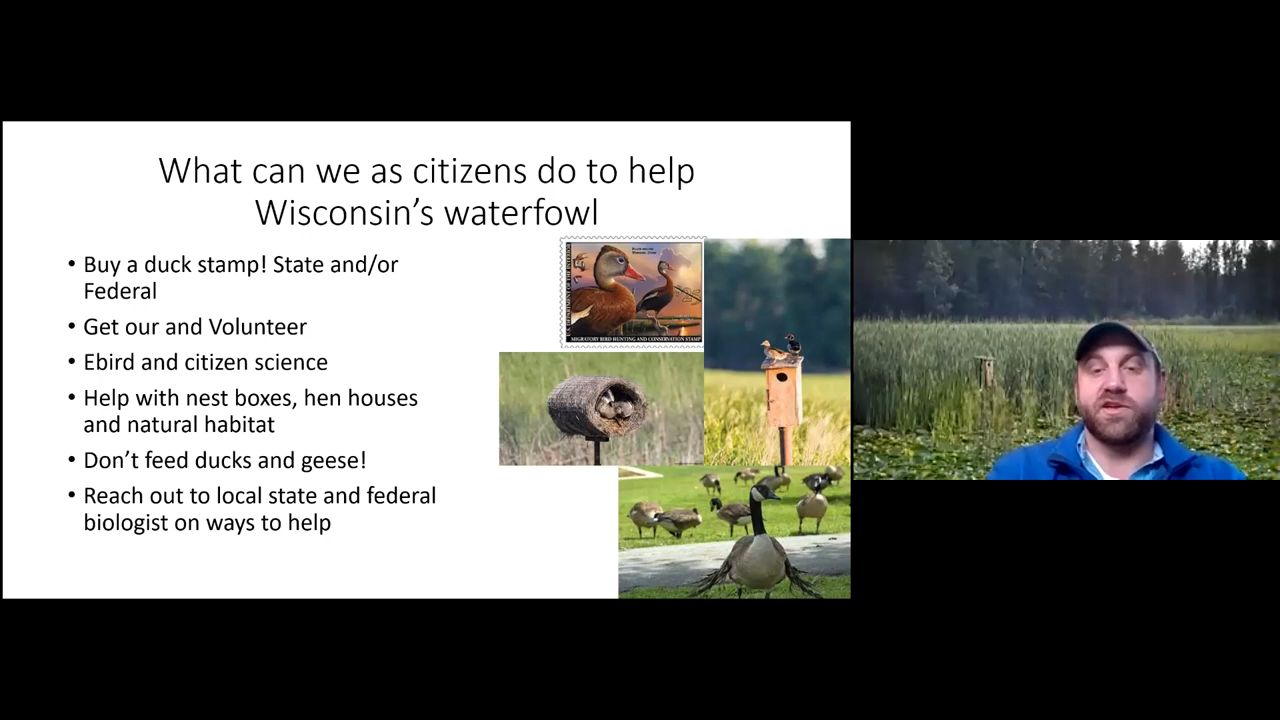 What can we as citizens do to help
Wisconsin’s waterfowl
• Buy a duck stamp! State and/or
Federal
• Get our and Volunteer
• Ebird and citizen science
• Help with nest boxes, hen houses
and natural habitat
• Don’t feed ducks and geese!
• Reach out to local state and federal
biologist on ways to help
$25
MIGRATORY BIRD HUNTING AND CONSERVATION STAMP